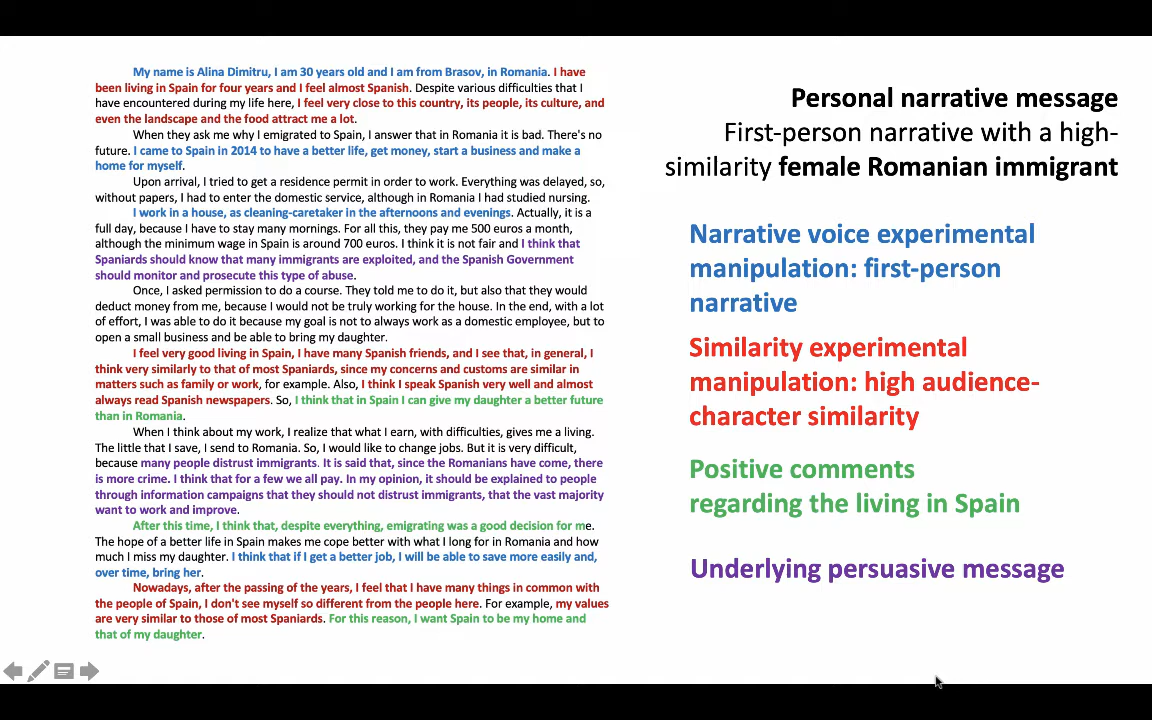 My name is Alina Dimitru, I am 30 years old and I am from Brasov, in Romania. I have
been living in Spain for four years and I feel almost Spanish. Despite various difficulties that I
have encountered during my life here, I feel very close to this country, its people, its culture, and
even the landscape and the food attract me a lot.
When they ask me why I emigrated to Spain, I answer that in Romania it is bad. There's no
future. I came to Spain in 2014 to have a better life, get money, start a business and make a
home for myself.
Upon arrival, I tried to get a residence permit in order to work. Everything was delayed, so,
without papers, I had to enter the domestic service, although in Romania I had studied nursing.
I work in a house, as cleaning-caretaker in the afternoons and evenings. Actually, it is a
full day, because I have to stay many mornings. For all this, they pay me 500 euros a month,
although the minimum wage in Spain is around 700 euros. I think it is not fair and I think that
Spaniards should know that many immigrants are exploited, and the Spanish Government
should monitor and prosecute this type of abuse.
Once, I asked permission to do a course. They told me to do it, but also that they would
deduct money from me, because I would not be truly working for the house. In the end, with a lot
of effort, I was able to do it because my goal is not to always work as a domestic employee, but to
open a small business and be able to bring my daughter.
I feel very good living in Spain, I have many Spanish friends, and I see that, in general, I
think very similarly to that of most Spaniards, since my concerns and customs are similar in
matters such as family or work, for example. Also, I think I speak Spanish very well and almost
always read Spanish newspapers. So, I think that in Spain I can give my daughter a better future
than in Romania.
When I think about my work, I realize that what I earn, with difficulties, gives me a living.
The little that I save, I send to Romania. So, I would like to change jobs. But it is very difficult,
because many people distrust immigrants. It is said that, since the Romanians have come, there
is more crime. I think that for a few we all pay. In my opinion, it should be explained to people
through information campaigns that they should not distrust immigrants, that the vast majority
want to work and improve.
After this time, I think that, despite everything, emigrating was a good decision for me.
The hope of a better life in Spain makes me cope better with what I long for in Romania and how
much I miss my daughter. I think that if I get a better job, I will be able to save more easily and,
over time, bring her.
Nowadays, after the passing of the years, I feel that I have many things in common with
the people of Spain, I don't see myself so different from the people here. For example, my values
are very similar to those of most Spaniards. For this reason, I want Spain to be my home and
that of my daughter.
Personal narrative message
First-person narrative with a high-
similarity female Romanian immigrant
Narrative voice experimental
manipulation: first-person
narrative
Similarity experimental
manipulation: high audience-
character similarity
Positive comments
regarding the living in Spain
Underlying persuasive message